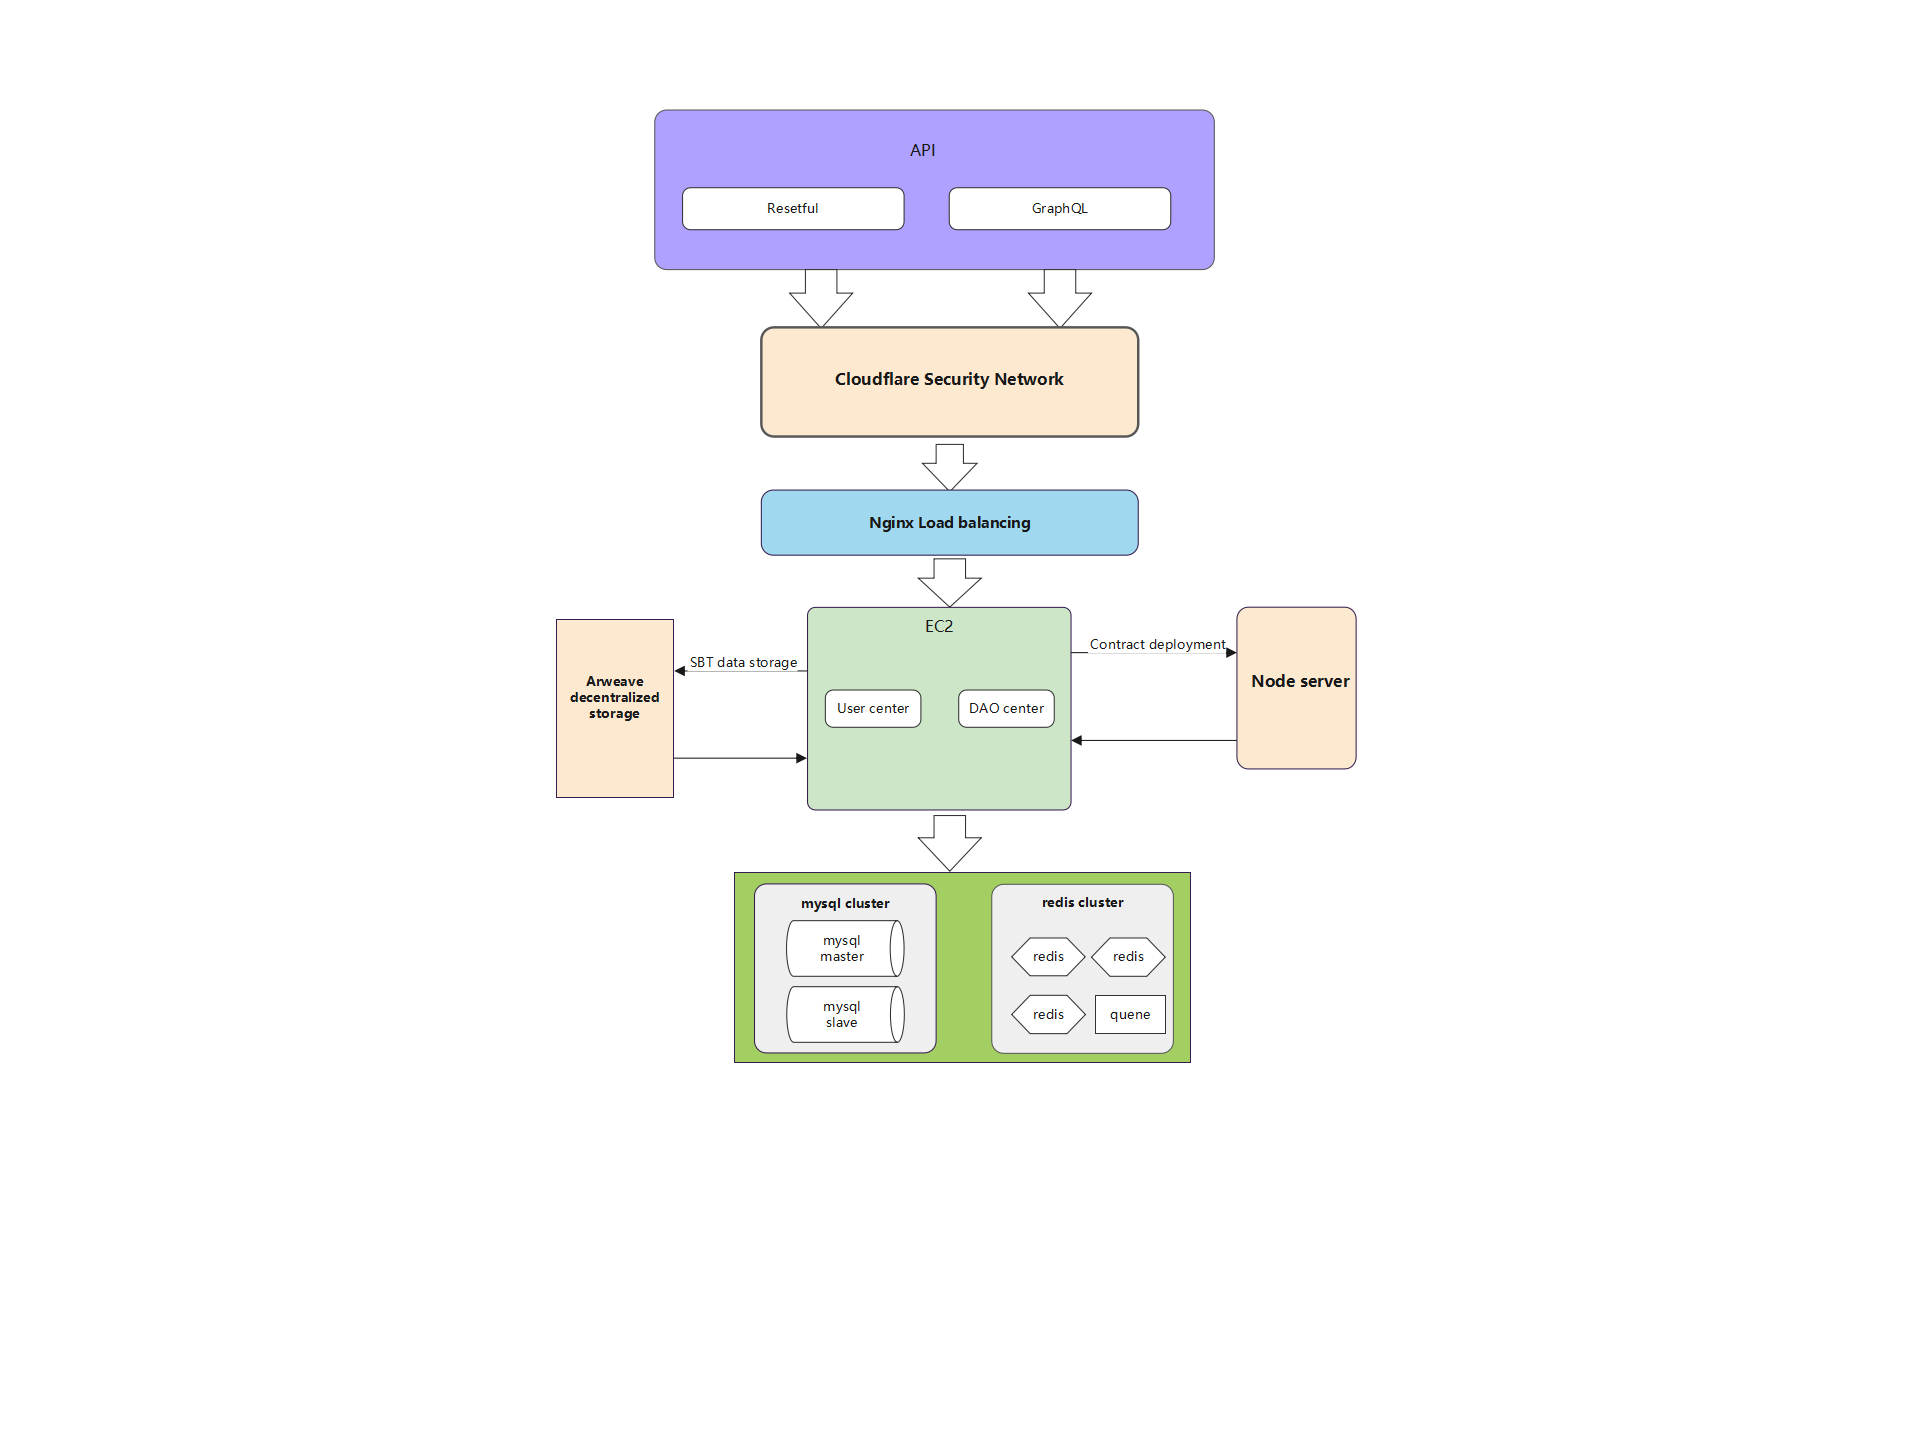 API
Resetful
GraphQL
Cloudflare Security Network
Nginx Load balancing
EC2
Contract deployment
SBT data storage
Arweave
decentralized
storage
Node server
User center
DAO center
mysql cluster
redis cluster
mysql
master
redis
redis
mysql
slave
redis
quene